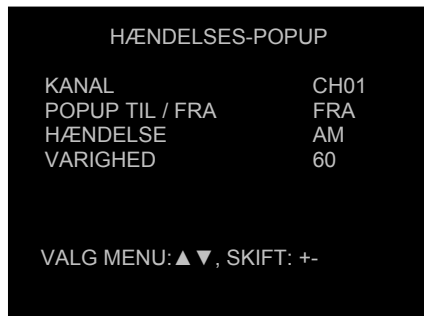 HÆNDELSES-POPUP
KANAL CH01
POPUP TIL / FRA FRA
HÆNDELSE AM
VARIGHED 60
VALG MENU:▲▼, SKIFT: +-